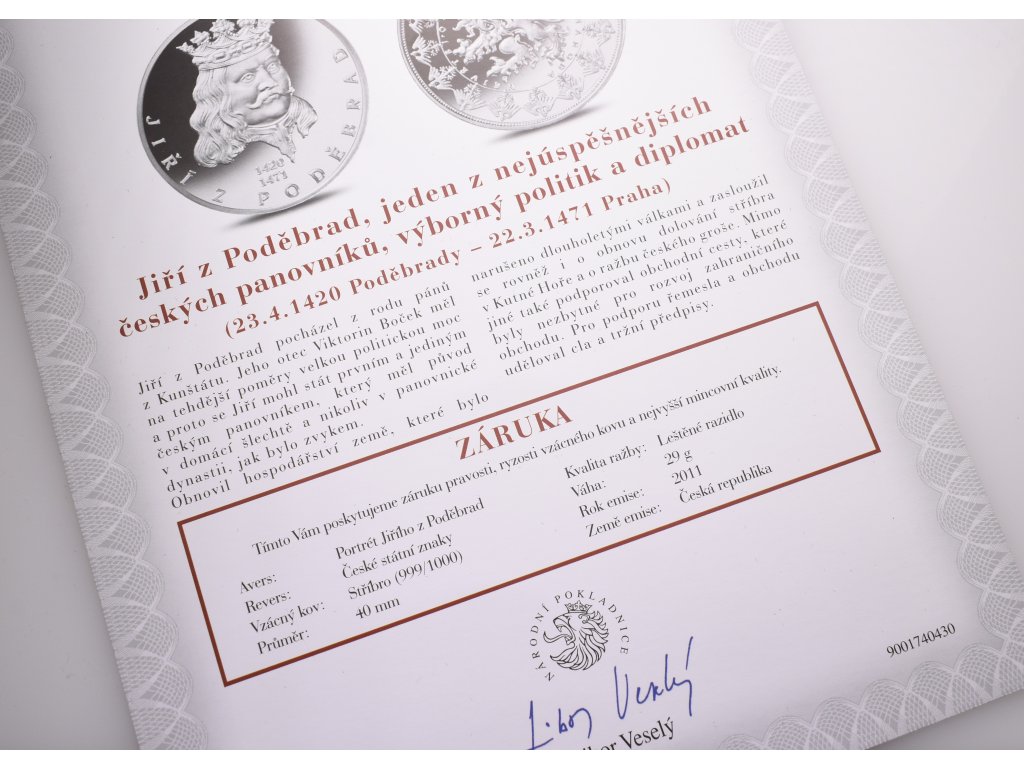 JIŘÍ Z PODĚBRAD
1420
1471
Jiří z Poděbrad, jeden z nejúspěšnějších
českých panovníků, výborný politik a diplomat
(23.4.1420 Poděbrady – 22.3.1471 Praha)
Jiří z Poděbrad pocházel z rodu pánů
z Kunštátu. Jeho otec Viktorin Boček měl
na tehdejší poměry velkou politickou moc
a proto se Jiří mohl stát prvním a jediným
českým panovníkem, který měl původ
v domácí šlechtě a nikoliv v panovnické
dynastii, jak bylo zvykem.
Obnovil hospodářství země, které bylo
narušeno dlouholetými válkami a zasloužil
se rovněž i o obnovu dolování stříbra
v Kutné Hoře a o ražbu českého groše. Mimo
jiné také podporoval obchodní cesty, které
byly nezbytné pro rozvoj zahraničního
obchodu. Pro podporu řemesla a obchodu
uděloval cla a tržní předpisy.
ZÁRUKA
Tímto Vám poskytujeme záruku pravosti, ryzosti vzácného kovu a nejvyšší mincovní kvality.
Avers: Portrét Jiřího z Poděbrad
Revers: České státní znaky
Vzácný kov: Stříbro (999/1000)
Průměr: 40 mm
Kvalita ražby: Leštěné razidlo
Váha: 29 g
Rok emise: 2011
Země emise: Česká republika
NÁRODNÍ POKLADNICE
9001740430
Libor Veselý
Veselý